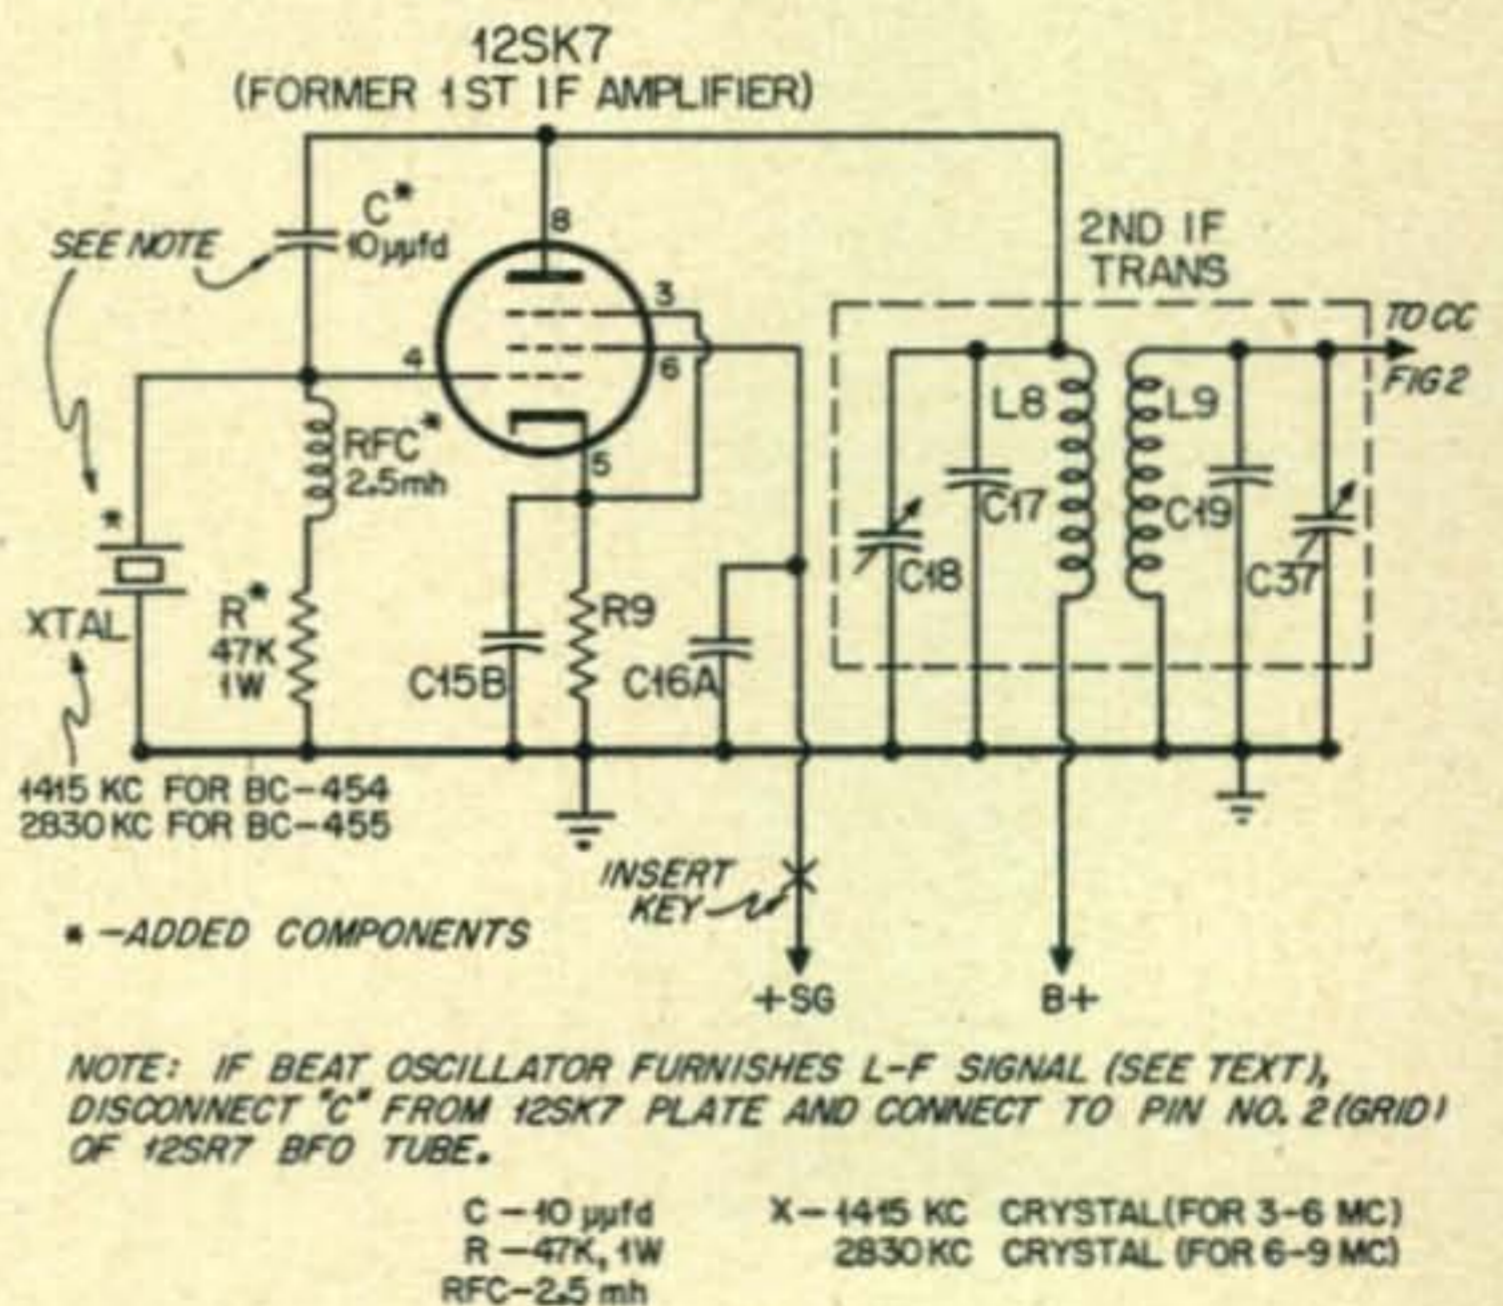 12SK7
(FORMER 1ST IF AMPLIFIER)
C*
10µµfd
SEE NOTE
8
3
6
4
5
2ND IF
TRANS
TO CC
FIG 2
L8
L9
RFC*
2.5mh
C17
C19
C18
C37
*
XTAL
R*
47K
1W
C15B
R9
C16A
1415 KC FOR BC-454
2830 KC FOR BC-455
INSERT
KEY
* -ADDED COMPONENTS
+SG
B+
NOTE: IF BEAT OSCILLATOR FURNISHES L-F SIGNAL (SEE TEXT),
DISCONNECT "C" FROM 12SK7 PLATE AND CONNECT TO PIN NO. 2 (GRID)
OF 12SR7 BFO TUBE.
C - 10 µµfd
R - 47K, 1W
RFC-2.5 mh
X - 1415 KC CRYSTAL (FOR 3-6 MC)
2830 KC CRYSTAL (FOR 6-9 MC)